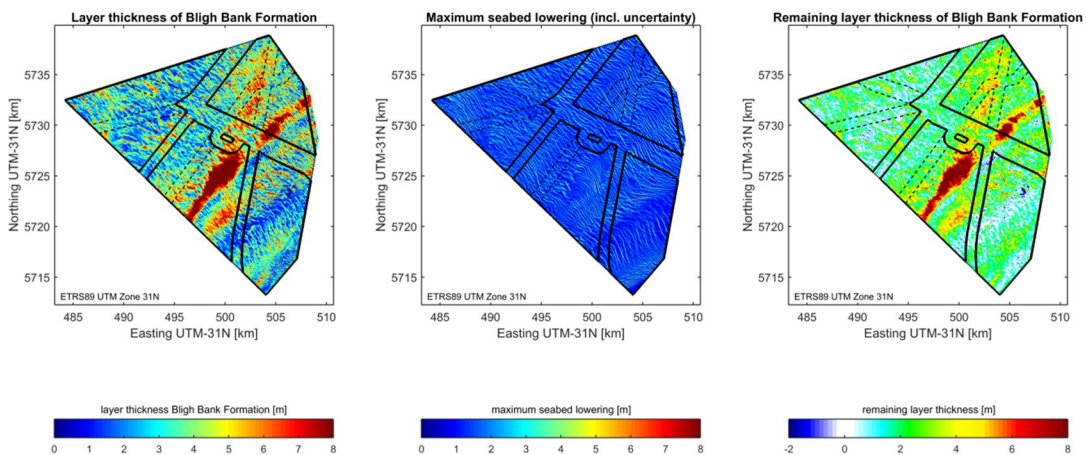 Layer thickness of Bligh Bank Formation
Northing UTM-31N [km]
5735
5730
5725
5720
5715
ETRS89 UTM Zone 31N
485 490 495 500 505 510
Easting UTM-31N [km]
layer thickness Bligh Bank Formation [m]
0 1 2 3 4 5 6 7 8
Maximum seabed lowering (incl. uncertainty)
Northing UTM-31N [km]
5735
5730
5725
5720
5715
ETRS89 UTM Zone 31N
485 490 495 500 505 510
Easting UTM-31N [km]
maximum seabed lowering [m]
0 1 2 3 4 5 6 7 8
Remaining layer thickness of Bligh Bank Formation
Northing UTM-31N [km]
5735
5730
5725
5720
5715
ETRS89 UTM Zone 31N
485 490 495 500 505 510
Easting UTM-31N [km]
remaining layer thickness [m]
-2 0 2 4 6 8